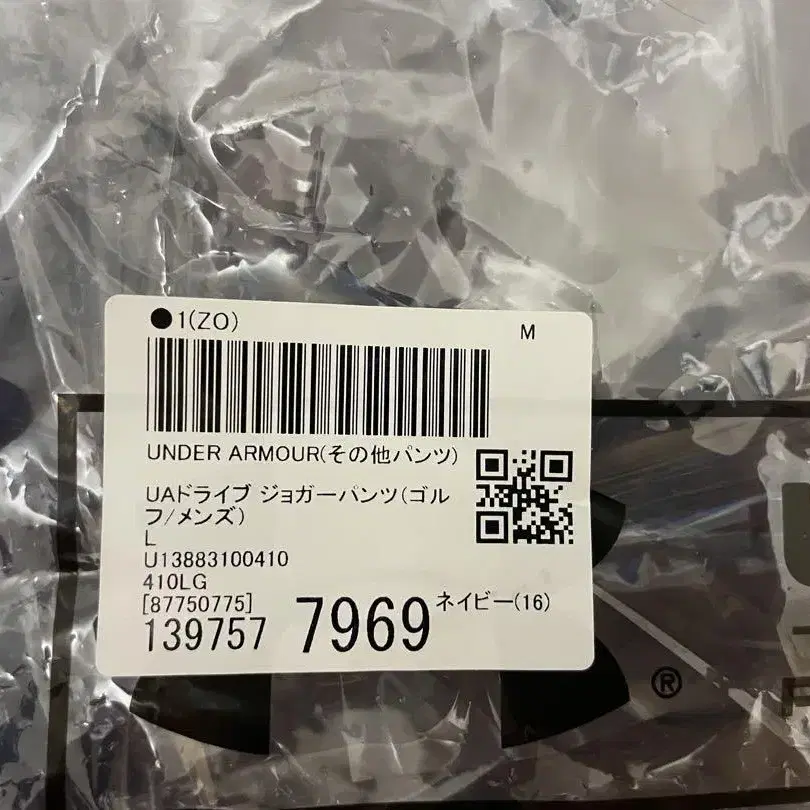 ●1(ZO)
M
UNDER ARMOUR(その他パンツ)
UAドライブ ジョガーパンツ(ゴル
フ/メンズ)
L
U13883100410
410LG
[87750775]
ネイビー(16)
139757 7969
®